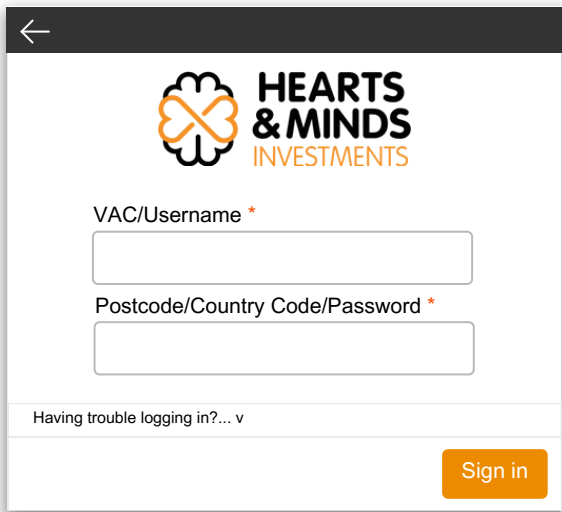 HEARTS
& MINDS
INVESTMENTS
VAC/Username *
Postcode/Country Code/Password *
Having trouble logging in?... v
Sign in